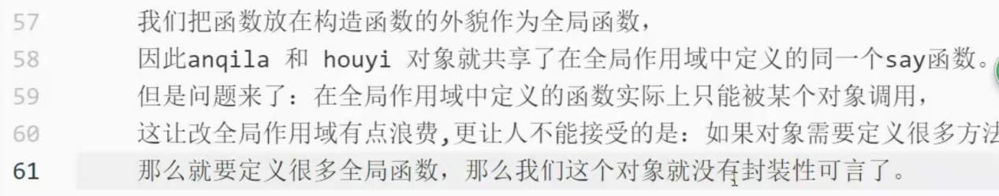 57 我们把函数放在构造函数的外貌作为全局函数，
58 因此anqila 和 houyi 对象就共享了在全局作用域中定义的同一个say函数。
59 但是问题来了：在全局作用域中定义的函数实际上只能被某个对象调用，
60 这让改全局作用域有点浪费,更让人不能接受的是：如果对象需要定义很多方法
61 那么就要定义很多全局函数，那么我们这个对象就没有封装性可言了。